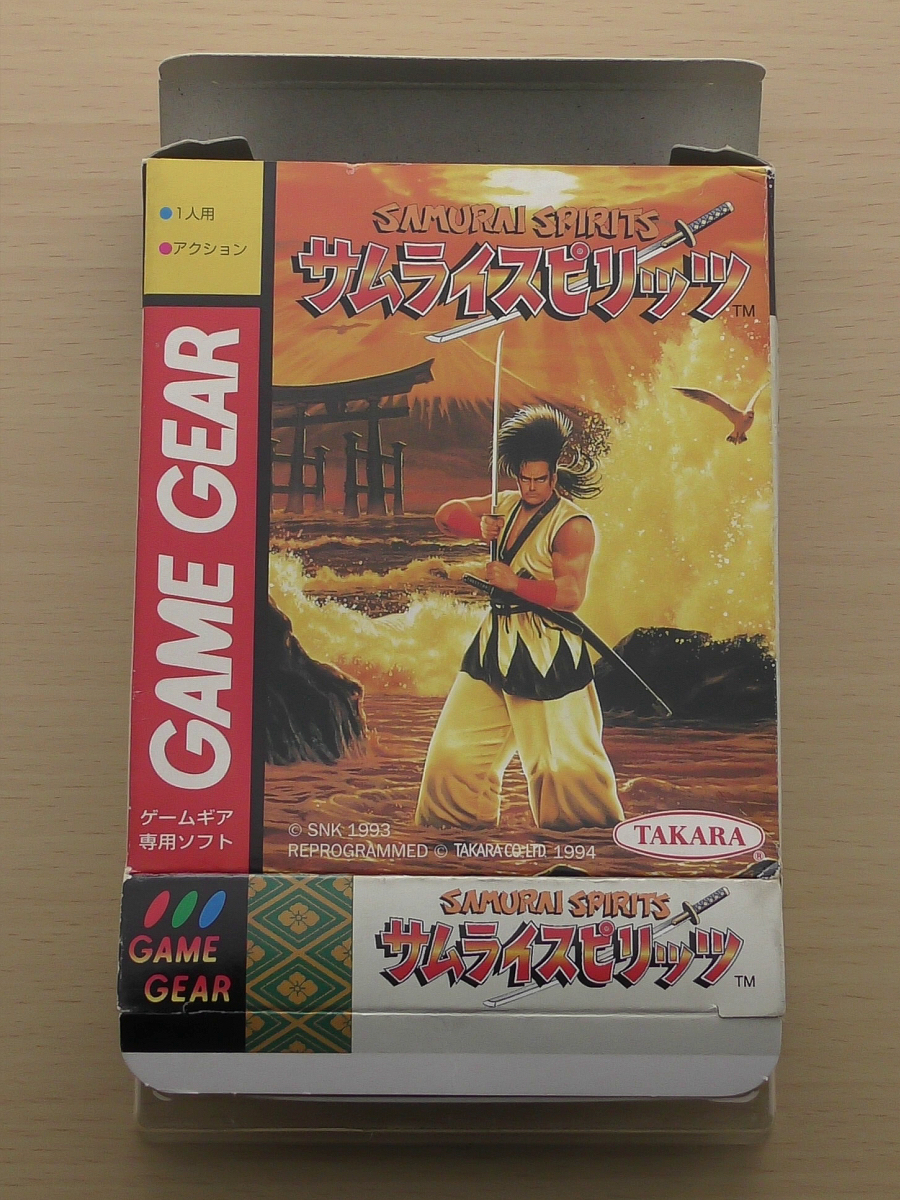 ●1人用
●アクション
SAMURAI SPIRITS
サムライスピリッツ
TM
GAME GEAR
ゲームギア
専用ソフト
© SNK 1993
REPROGRAMMED © TAKARA CO., LTD. 1994
TAKARA
®
GAME
GEAR
SAMURAI SPIRITS
サムライスピリッツ
TM